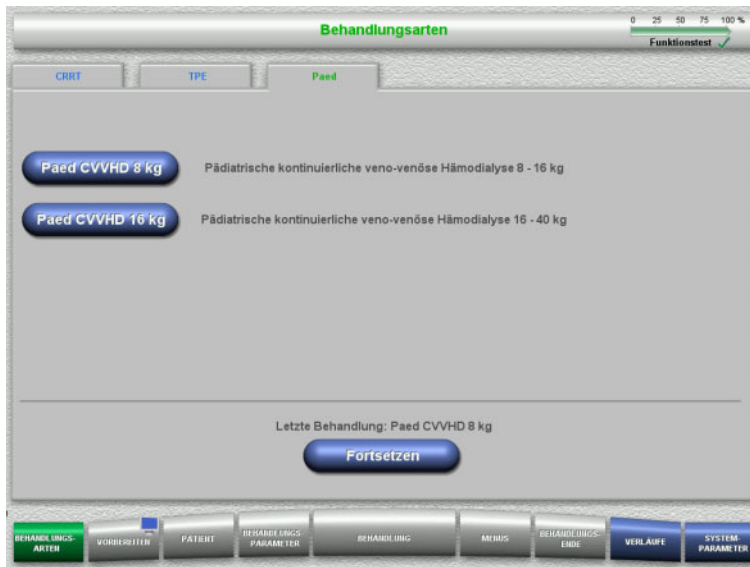 Behandlungsarten
0 25 50 75 100 %
Funktionstest
CRRT TPE Paed
Paed CVVHD 8 kg Pädiatrische kontinuierliche veno-venöse Hämodialyse 8 - 16 kg
Paed CVVHD 16 kg Pädiatrische kontinuierliche veno-venöse Hämodialyse 16 - 40 kg
Letzte Behandlung: Paed CVVHD 8 kg
Fortsetzen
BEHANDLUNGS-
ARTEN
VORBEREITEN
PATIENT
BEHANDLUNGS
PARAMETER
BEHANDLUNG
MENUS
BEHANDLUNGS-
ENDE
VERLÄUFE
SYSTEM-
PARAMETER